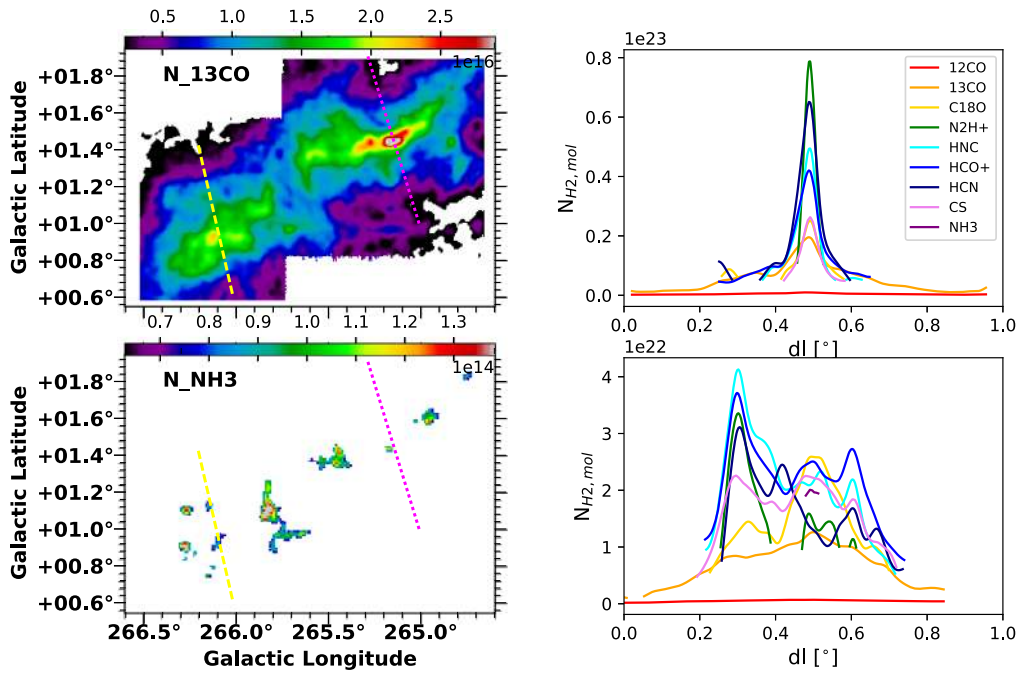 0.5 1.0 1.5 2.0 2.5
1e16
N_13CO
+01.8°
+01.6°
+01.4°
+01.2°
+01.0°
+00.8°
+00.6°
Galactic Latitude
0.7 0.8 0.9 1.0 1.1 1.2 1.3
1e14
N_NH3
+01.8°
+01.6°
+01.4°
+01.2°
+01.0°
+00.8°
+00.6°
Galactic Latitude
266.5° 266.0° 265.5° 265.0°
Galactic Longitude
1e23
0.8
0.6
0.4
0.2
0.0
N_{H2, mol}
12CO
13CO
C18O
N2H+
HNC
HCO+
HCN
CS
NH3
0.0 0.2 0.4 0.6 0.8 1.0
dl [°]
1e22
4
3
2
1
0
N_{H2, mol}
0.0 0.2 0.4 0.6 0.8 1.0
dl [°]